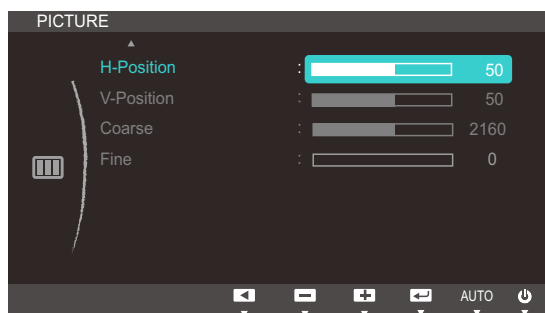 PICTURE
H-Position : 50
V-Position : 50
Coarse : 2160
Fine : 0
AUTO